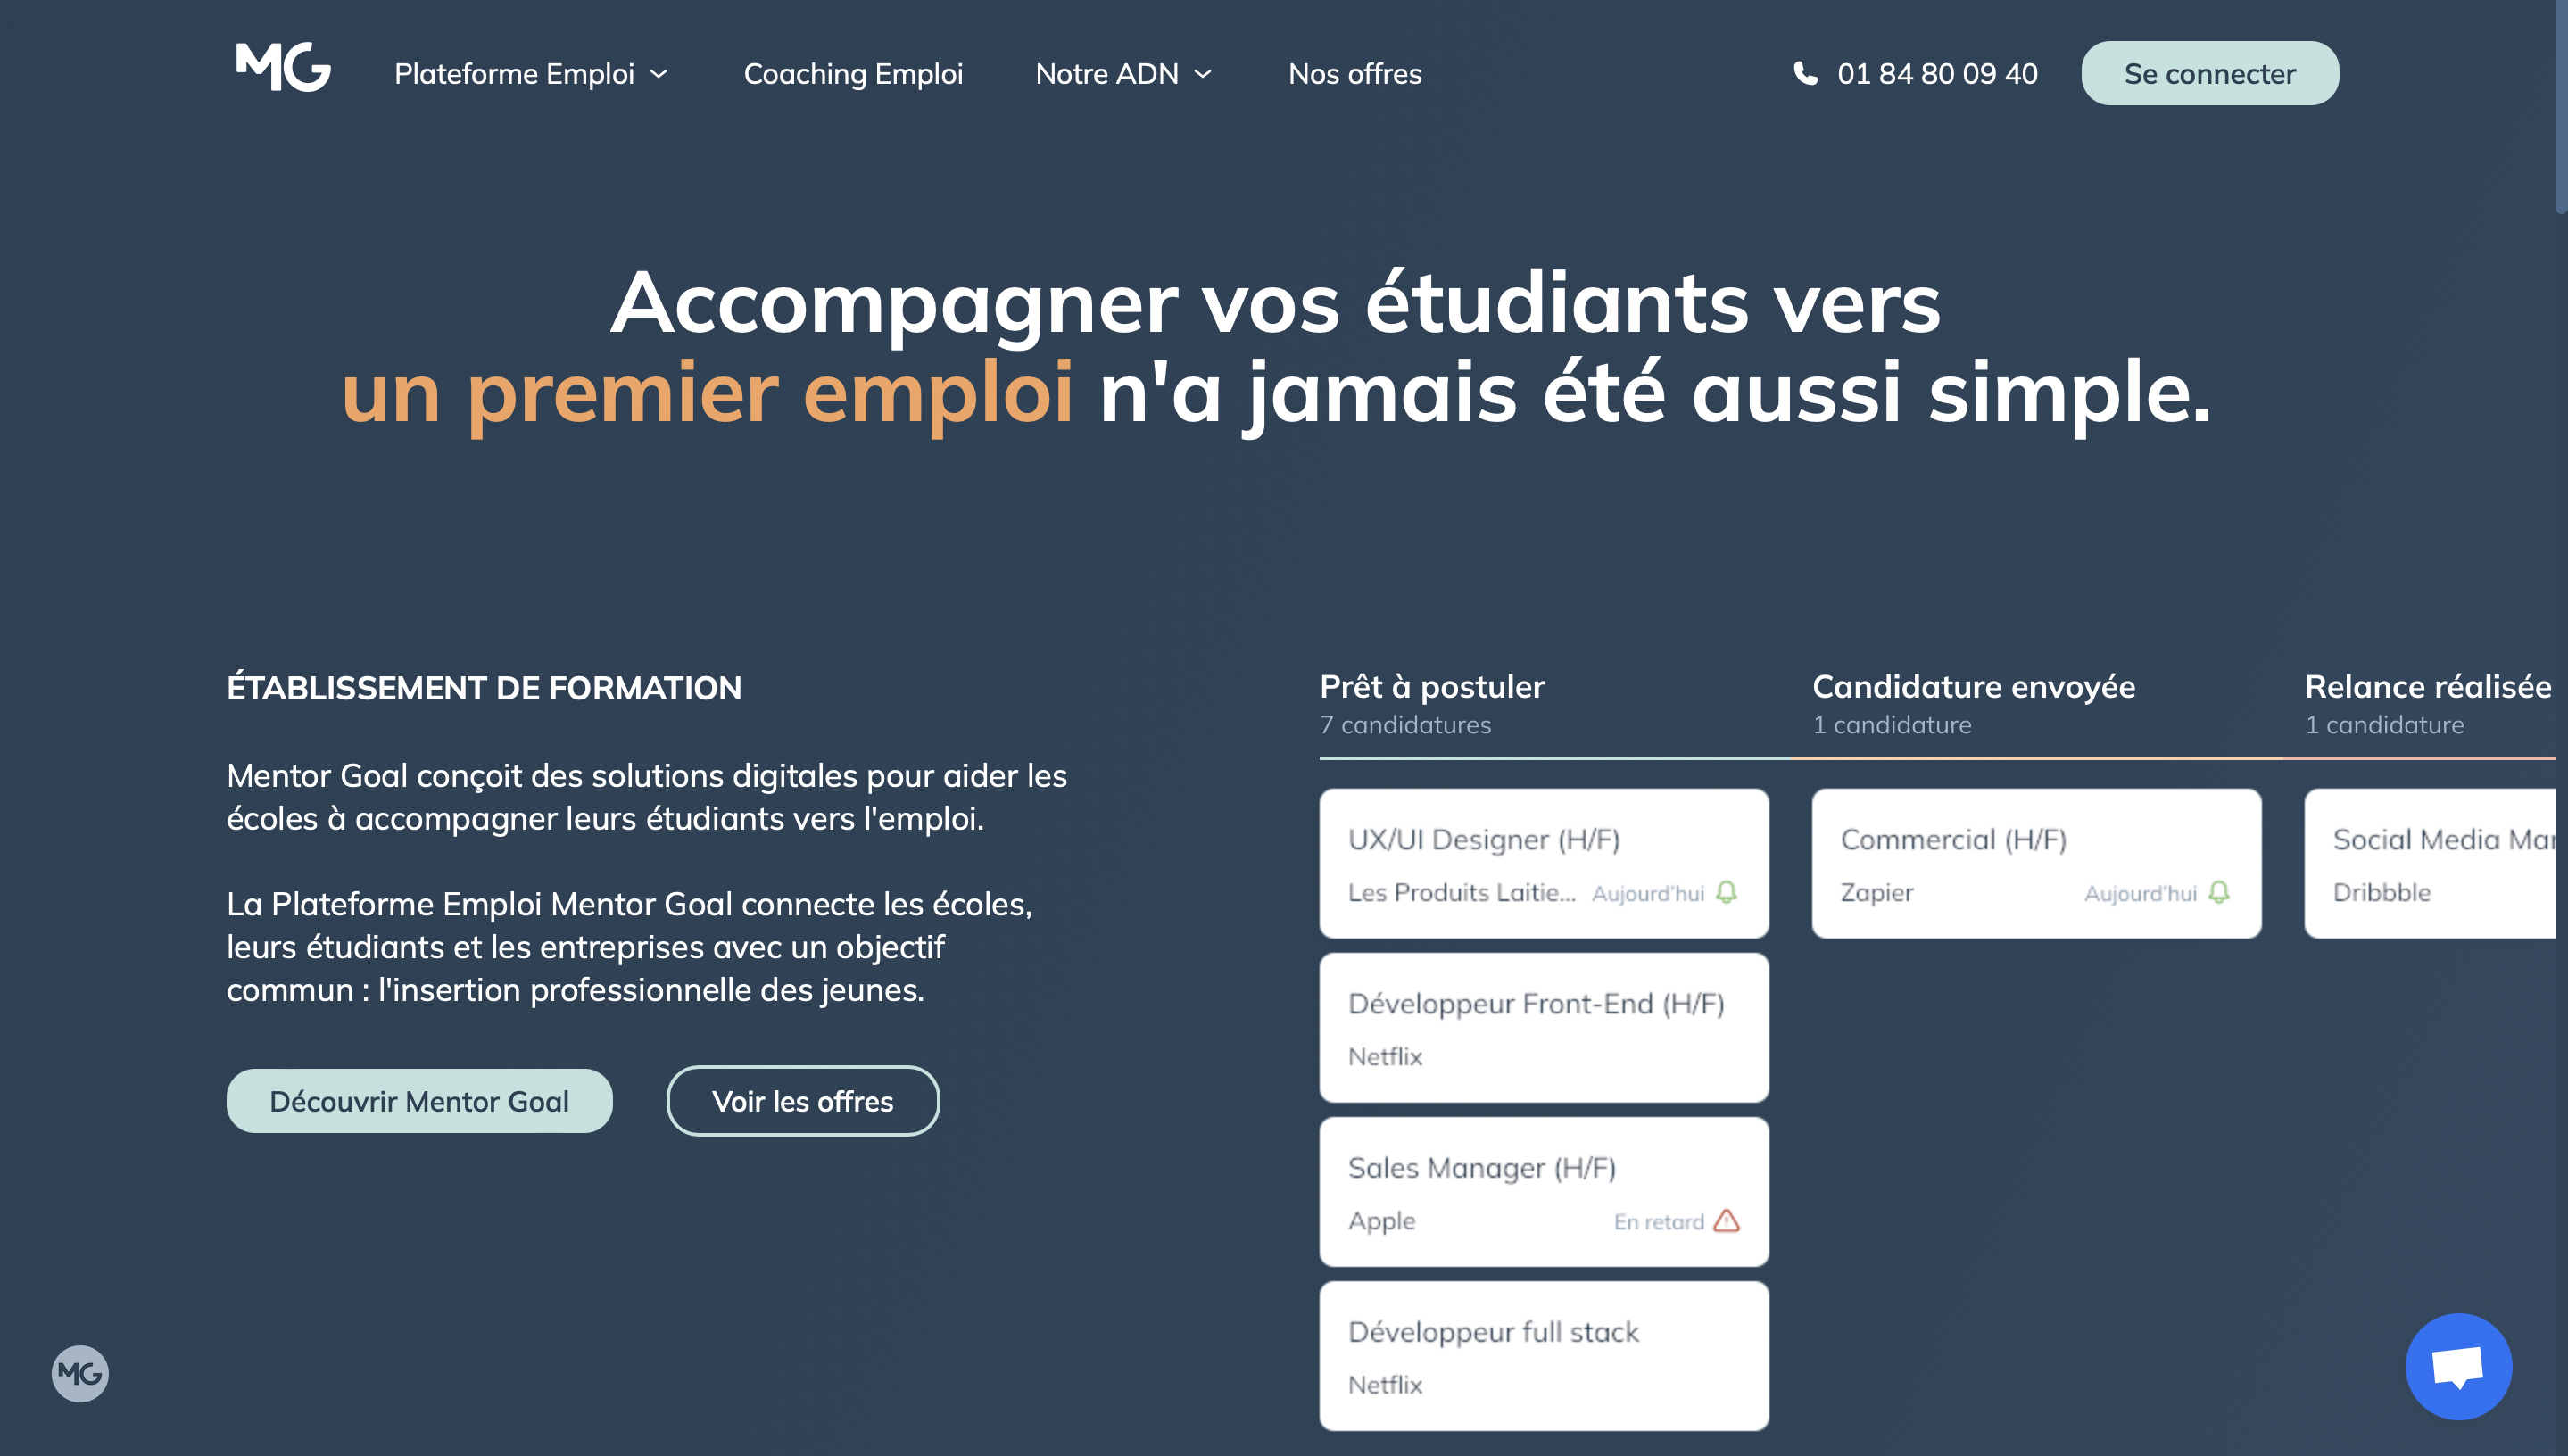 MG
Plateforme Emploi
Coaching Emploi
Notre ADN
Nos offres
01 84 80 09 40
Se connecter
Accompagner vos étudiants vers
un premier emploi n'a jamais été aussi simple.
ÉTABLISSEMENT DE FORMATION
Mentor Goal conçoit des solutions digitales pour aider les
écoles à accompagner leurs étudiants vers l'emploi.
La Plateforme Emploi Mentor Goal connecte les écoles,
leurs étudiants et les entreprises avec un objectif
commun : l'insertion professionnelle des jeunes.
Découvrir Mentor Goal
Voir les offres
Prêt à postuler
7 candidatures
UX/UI Designer (H/F)
Les Produits Laitie... Aujourd'hui
Développeur Front-End (H/F)
Netflix
Sales Manager (H/F)
Apple En retard
Développeur full stack
Netflix
Candidature envoyée
1 candidature
Commercial (H/F)
Zapier Aujourd'hui
Relance réalisée
1 candidature
Social Media
Dribbble
MG